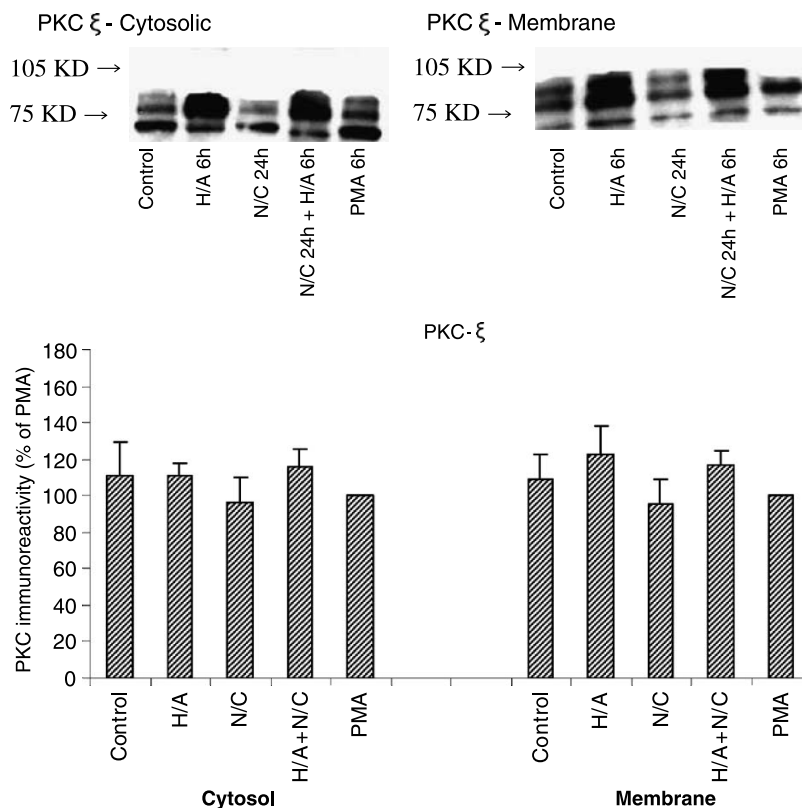 PKC ξ - Cytosolic
105 KD →
75 KD →
Control
H/A 6h
N/C 24h
N/C 24h + H/A 6h
PMA 6h
PKC ξ - Membrane
105 KD →
75 KD →
Control
H/A 6h
N/C 24h
N/C 24h + H/A 6h
PMA 6h
PKC- ξ
PKC immunoreactivity (% of PMA)
180
160
140
120
100
80
60
40
20
0
Control
H/A
N/C
H/A+N/C
PMA
Control
H/A
N/C
H/A+N/C
PMA
Cytosol
Membrane